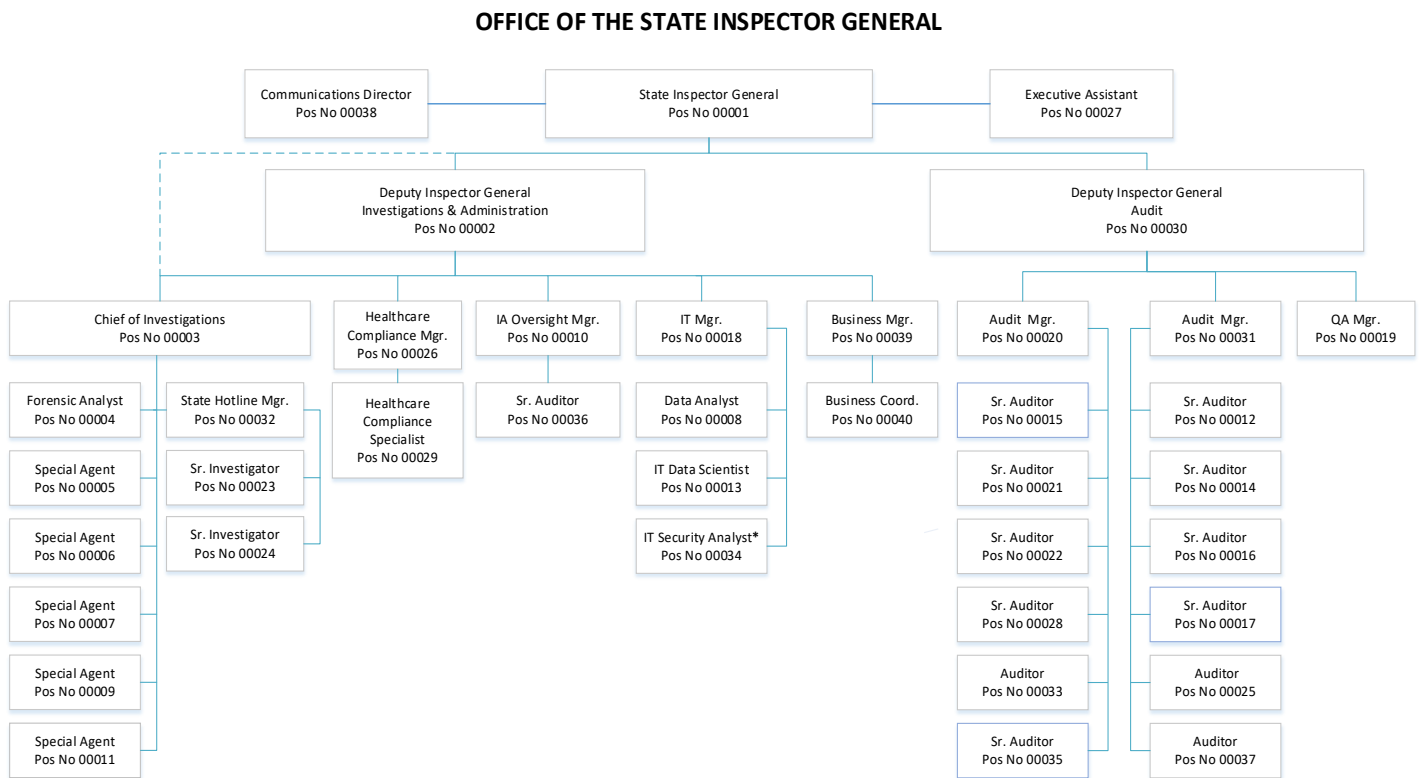 OFFICE OF THE STATE INSPECTOR GENERAL
Communications Director
Pos No 00038
State Inspector General
Pos No 00001
Executive Assistant
Pos No 00027
Deputy Inspector General
Investigations & Administration
Pos No 00002
Deputy Inspector General
Audit
Pos No 00030
Chief of Investigations
Pos No 00003
Healthcare
Compliance Mgr.
Pos No 00026
IA Oversight Mgr.
Pos No 00010
IT Mgr.
Pos No 00018
Business Mgr.
Pos No 00039
Audit Mgr.
Pos No 00020
Audit Mgr.
Pos No 00031
QA Mgr.
Pos No 00019
Forensic Analyst
Pos No 00004
State Hotline Mgr.
Pos No 00032
Healthcare
Compliance
Specialist
Pos No 00029
Sr. Auditor
Pos No 00036
Data Analyst
Pos No 00008
Business Coord.
Pos No 00040
Sr. Auditor
Pos No 00015
Sr. Auditor
Pos No 00012
Special Agent
Pos No 00005
Sr. Investigator
Pos No 00023
IT Data Scientist
Pos No 00013
Sr. Auditor
Pos No 00021
Sr. Auditor
Pos No 00014
Special Agent
Pos No 00006
Sr. Investigator
Pos No 00024
IT Security Analyst*
Pos No 00034
Sr. Auditor
Pos No 00022
Sr. Auditor
Pos No 00016
Special Agent
Pos No 00007
Sr. Auditor
Pos No 00028
Sr. Auditor
Pos No 00017
Special Agent
Pos No 00009
Auditor
Pos No 00033
Auditor
Pos No 00025
Special Agent
Pos No 00011
Sr. Auditor
Pos No 00035
Auditor
Pos No 00037